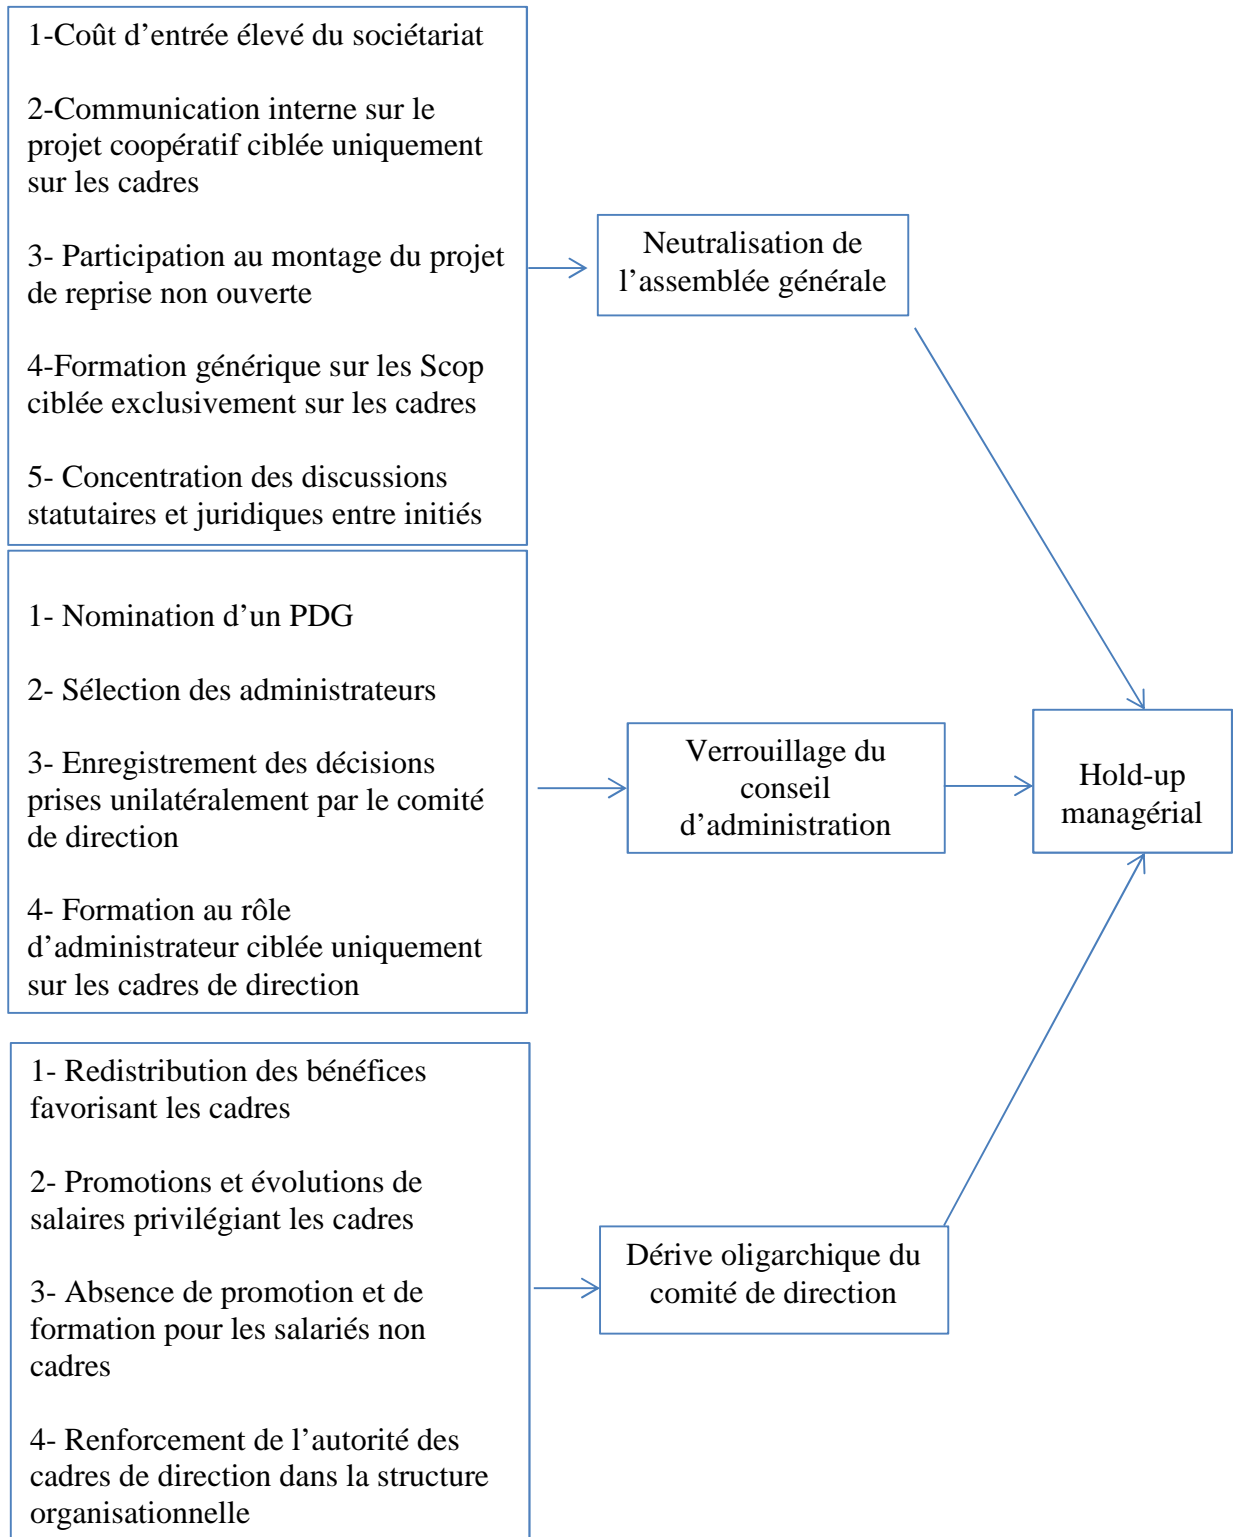 1-Coût d’entrée élevé du sociétariat
2-Communication interne sur le
projet coopératif ciblée uniquement
sur les cadres
3- Participation au montage du projet
de reprise non ouverte
4-Formation générique sur les Scop
ciblée exclusivement sur les cadres
5- Concentration des discussions
statutaires et juridiques entre initiés
Neutralisation de
l’assemblée générale
1- Nomination d’un PDG
2- Sélection des administrateurs
3- Enregistrement des décisions
prises unilatéralement par le comité
de direction
4- Formation au rôle
d’administrateur ciblée uniquement
sur les cadres de direction
Verrouillage du
conseil
d’administration
Hold-up
managérial
1- Redistribution des bénéfices
favorisant les cadres
2- Promotions et évolutions de
salaires privilégiant les cadres
3- Absence de promotion et de
formation pour les salariés non
cadres
4- Renforcement de l’autorité des
cadres de direction dans la structure
organisationnelle
Dérive oligarchique du
comité de direction